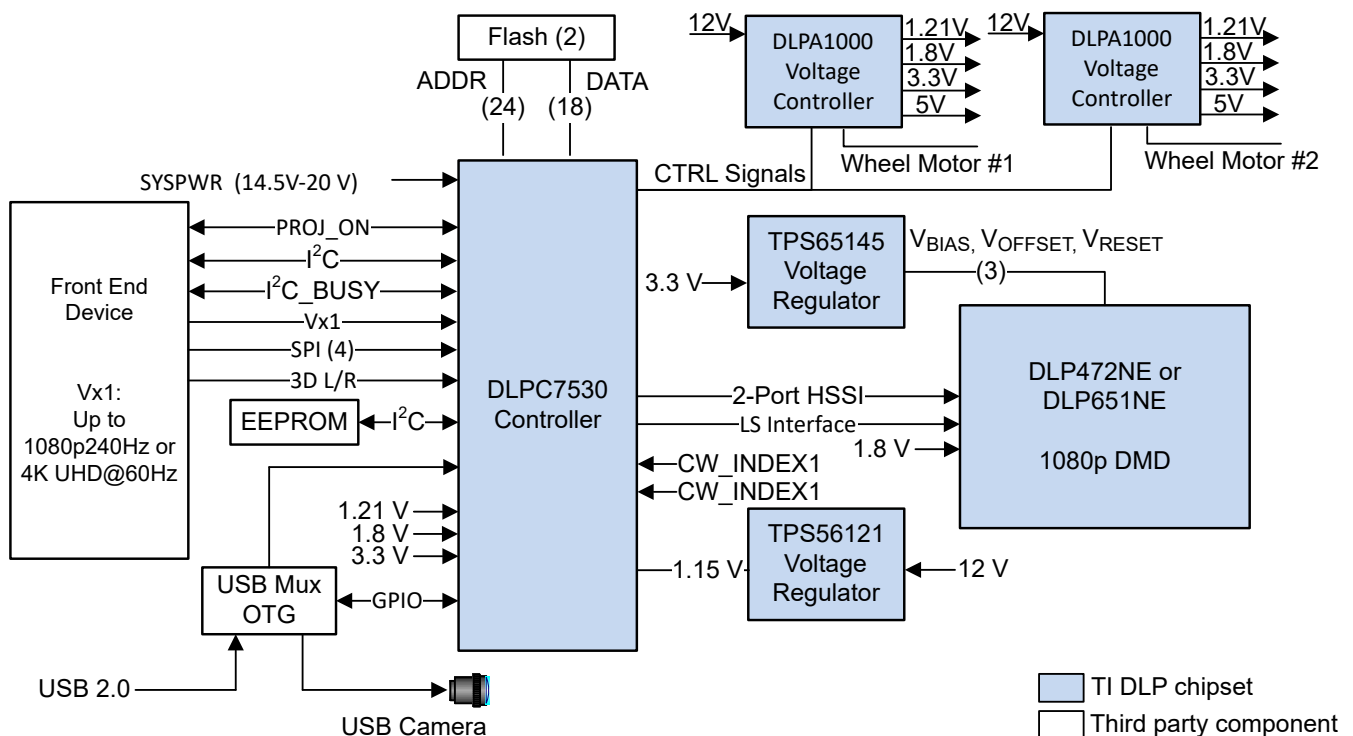 Flash (2)
ADDR
(24)
DATA
(18)
12V
DLPA1000
Voltage
Controller
1.21V
1.8V
3.3V
5V
Wheel Motor #1
12V
DLPA1000
Voltage
Controller
1.21V
1.8V
3.3V
5V
Wheel Motor #2
CTRL Signals
SYSPWR (14.5V-20 V)
Front End
Device
Vx1:
Up to
1080p240Hz or
4K UHD@60Hz
PROJ_ON
I²C
I²C_BUSY
Vx1
SPI (4)
3D L/R
EEPROM
I²C
1.21 V
1.8 V
3.3 V
USB Mux
OTG
GPIO
USB 2.0
USB Camera
DLPC7530
Controller
3.3 V
TPS65145
Voltage
Regulator
VBIAS, VOFFSET, VRESET
(3)
2-Port HSSI
LS Interface
1.8 V
DLP472NE or
DLP651NE
1080p DMD
CW_INDEX1
CW_INDEX1
1.15 V
TPS56121
Voltage
Regulator
12 V
TI DLP chipset
Third party component